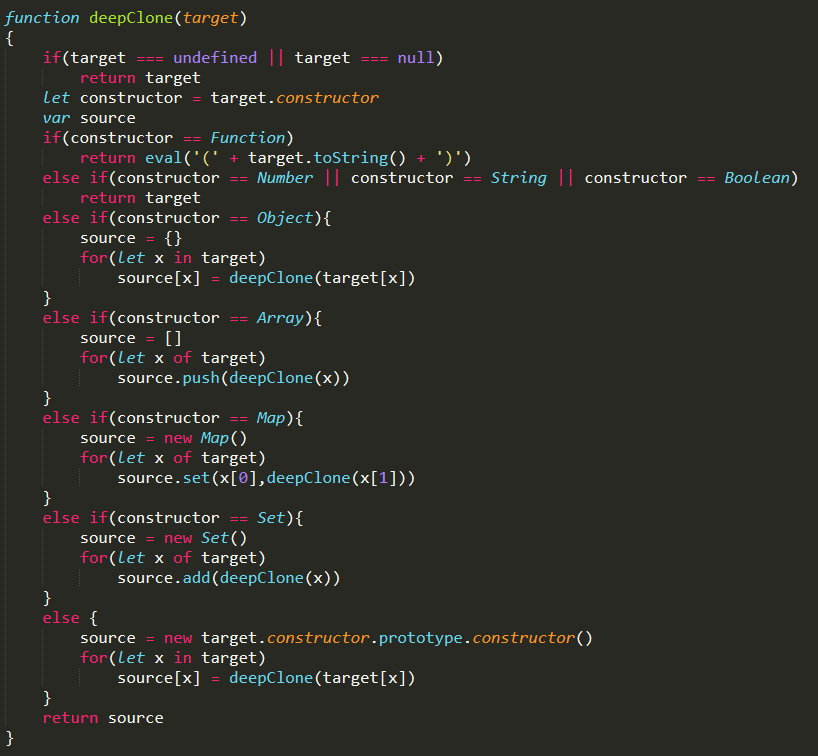 function deepClone(target)
{
    if(target === undefined || target === null)
        return target
    let constructor = target.constructor
    var source
    if(constructor == Function)
        return eval('(' + target.toString() + ')')
    else if(constructor == Number || constructor == String || constructor == Boolean)
        return target
    else if(constructor == Object){
        source = {}
        for(let x in target)
            source[x] = deepClone(target[x])
    }
    else if(constructor == Array){
        source = []
        for(let x of target)
            source.push(deepClone(x))
    }
    else if(constructor == Map){
        source = new Map()
        for(let x of target)
            source.set(x[0],deepClone(x[1]))
    }
    else if(constructor == Set){
        source = new Set()
        for(let x of target)
            source.add(deepClone(x))
    }
    else {
        source = new target.constructor.prototype.constructor()
        for(let x in target)
            source[x] = deepClone(target[x])
    }
    return source
}